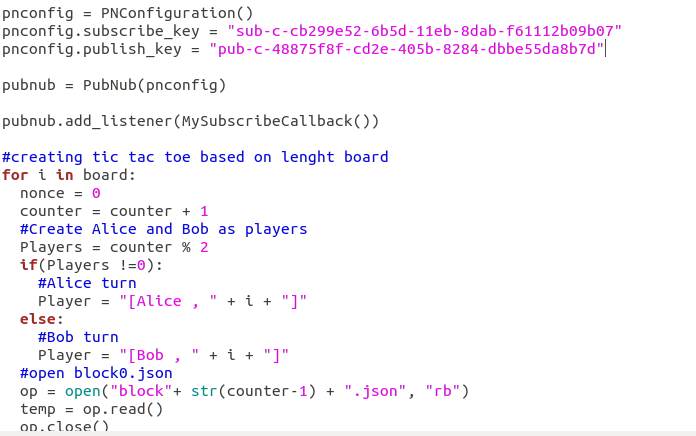 pnconfig = PNConfiguration()
pnconfig.subscribe_key = "sub-c-cb299e52-6b5d-11eb-8dab-f61112b09b07"
pnconfig.publish_key = "pub-c-48875f8f-cd2e-405b-8284-dbbe55da8b7d"
pubnub = PubNub(pnconfig)
pubnub.add_listener(MySubscribeCallback())
#creating tic tac toe based on lenght board
for i in board:
  nonce = 0
  counter = counter + 1
  #Create Alice and Bob as players
  Players = counter % 2
  if(Players !=0):
    #Alice turn
    Player = "[Alice , " + i + "]"
  else:
    #Bob turn
    Player = "[Bob , " + i + "]"
  #open block0.json
  op = open("block"+ str(counter-1) + ".json", "rb")
  temp = op.read()
  op.close()